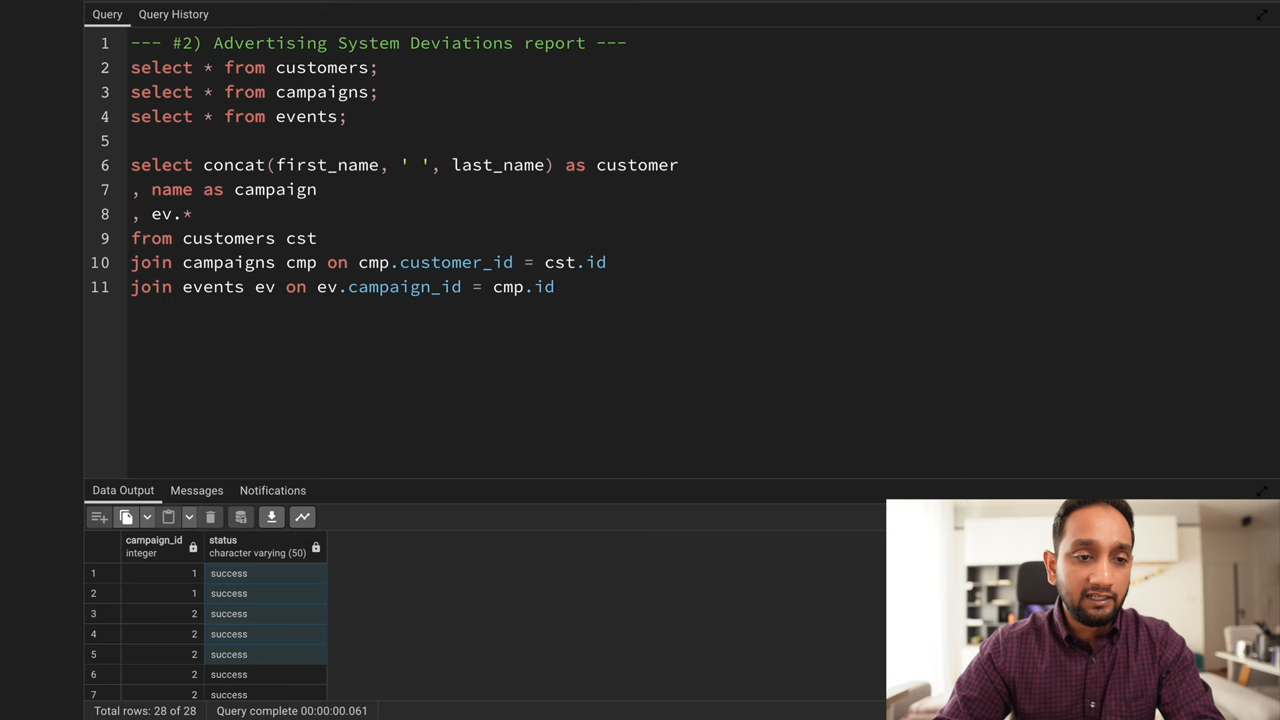 Query Query History
1 --- #2) Advertising System Deviations report ---
2 select * from customers;
3 select * from campaigns;
4 select * from events;
5
6 select concat(first_name, ' ', last_name) as customer
7 , name as campaign
8 , ev.*
9 from customers cst
10 join campaigns cmp on cmp.customer_id = cst.id
11 join events ev on ev.campaign_id = cmp.id
Data Output Messages Notifications
campaign_id status
integer character varying (50)
1 1 success
2 1 success
3 2 success
4 2 success
5 2 success
6 2 success
7 2 success
Total rows: 28 of 28 Query complete 00:00:00.061